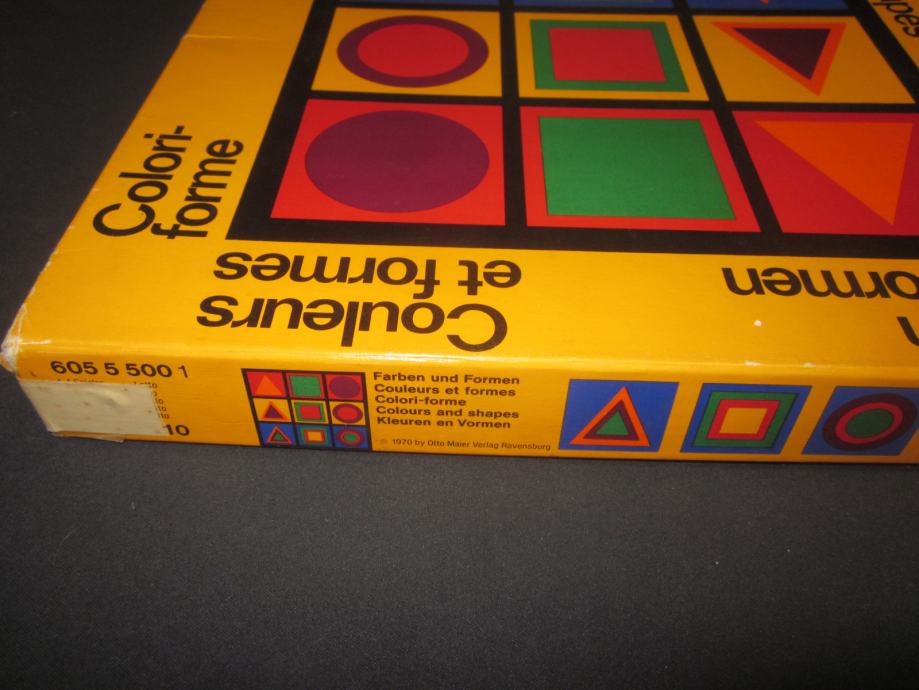 Colori-
forme
Couleurs
et formes
ormen
605 5 500 1
10
Farben und Formen
Couleurs et formes
Colori-forme
Colours and shapes
Kleuren en Vormen
© 1970 by Otto Maier Verlag Ravensburg